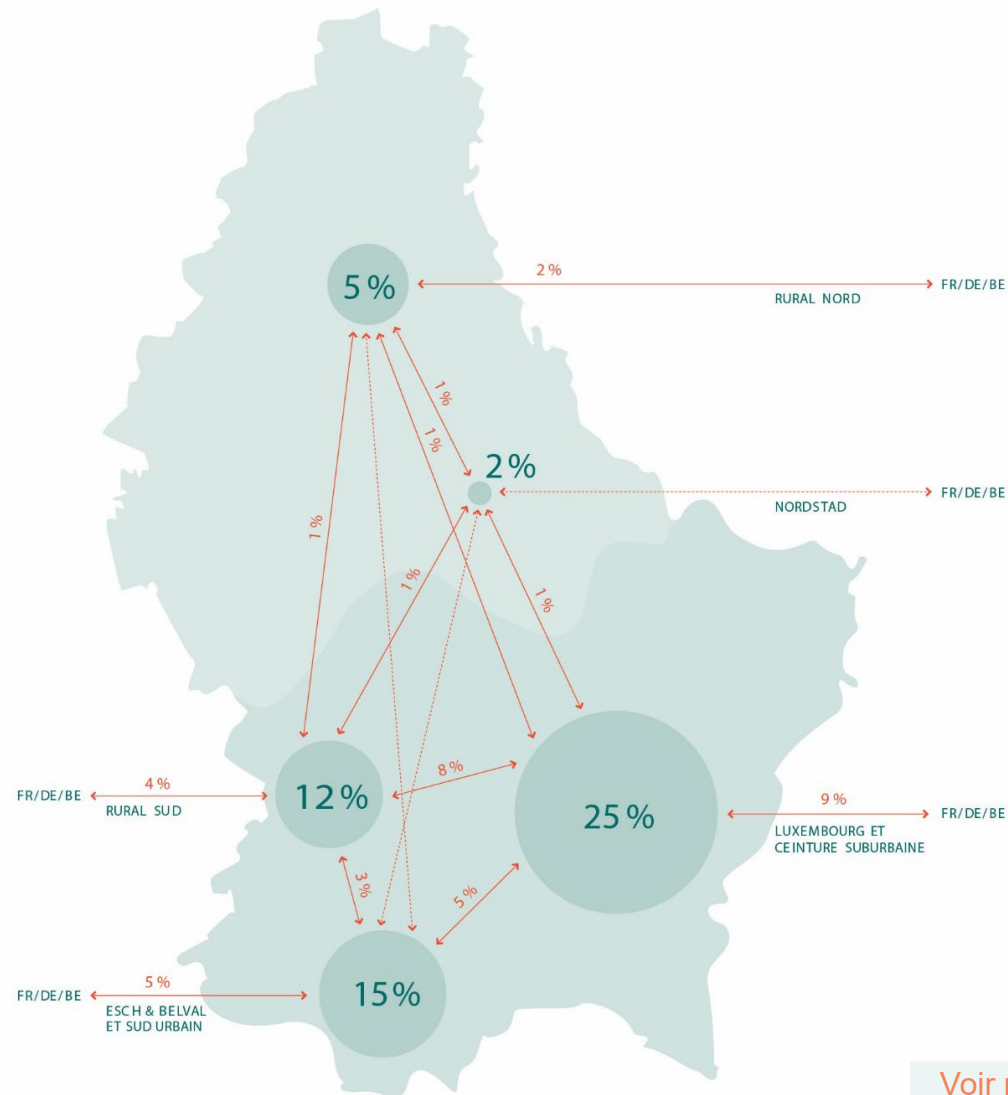 5 %
2 %
RURAL NORD
FR/DE/BE
1 %
1 %
2 %
NORDSTAD
FR/DE/BE
1 %
1 %
1 %
FR/DE/BE
4 %
RURAL SUD
12 %
8 %
25 %
9 %
LUXEMBOURG ET
CEINTURE SUBURBAINE
FR/DE/BE
3 %
5 %
FR/DE/BE
5 %
ESCH & BELVAL
ET SUD URBAIN
15 %
Voir